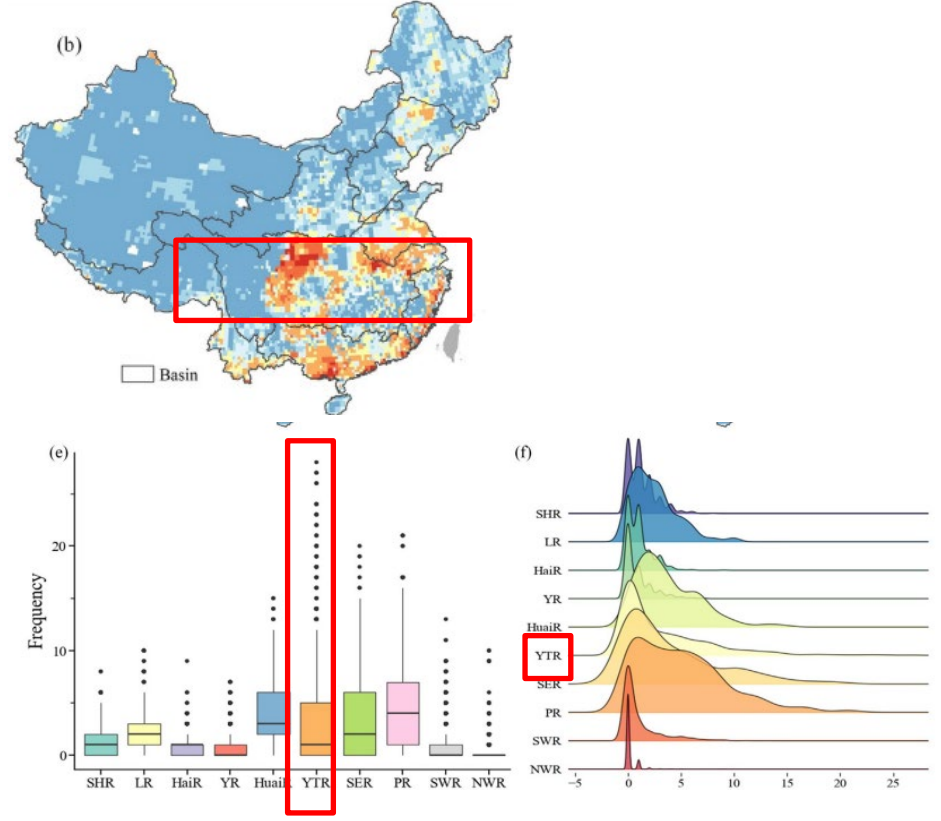 (b)
Basin
(e)
Frequency
20
10
0
SHR LR HaiR YR HuaiR YTR SER PR SWR NWR
(f)
SHR
LR
HaiR
YR
HuaiR
YTR
SER
PR
SWR
NWR
-5 0 5 10 15 20 25